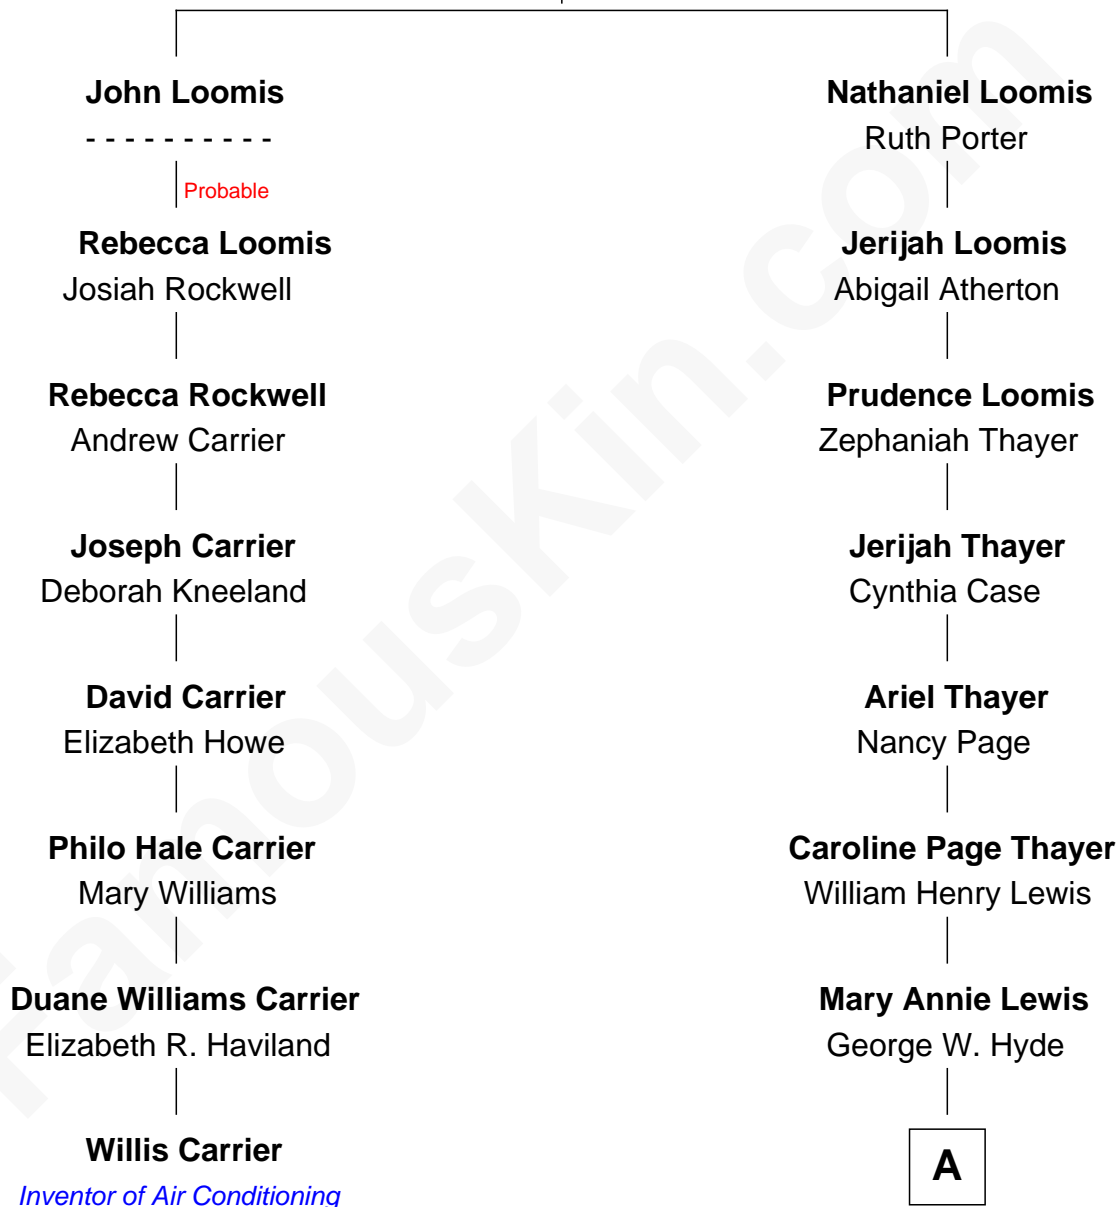 John Loomis
- - - - - - - - - -
Probable
Rebecca Loomis
Josiah Rockwell
Rebecca Rockwell
Andrew Carrier
Joseph Carrier
Deborah Kneeland
David Carrier
Elizabeth Howe
Philo Hale Carrier
Mary Williams
Duane Williams Carrier
Elizabeth R. Haviland
Willis Carrier
Inventor of Air Conditioning
Nathaniel Loomis
Ruth Porter
Jerijah Loomis
Abigail Atherton
Prudence Loomis
Zephaniah Thayer
Jerijah Thayer
Cynthia Case
Ariel Thayer
Nancy Page
Caroline Page Thayer
William Henry Lewis
Mary Annie Lewis
George W. Hyde
A
FamousKin.com